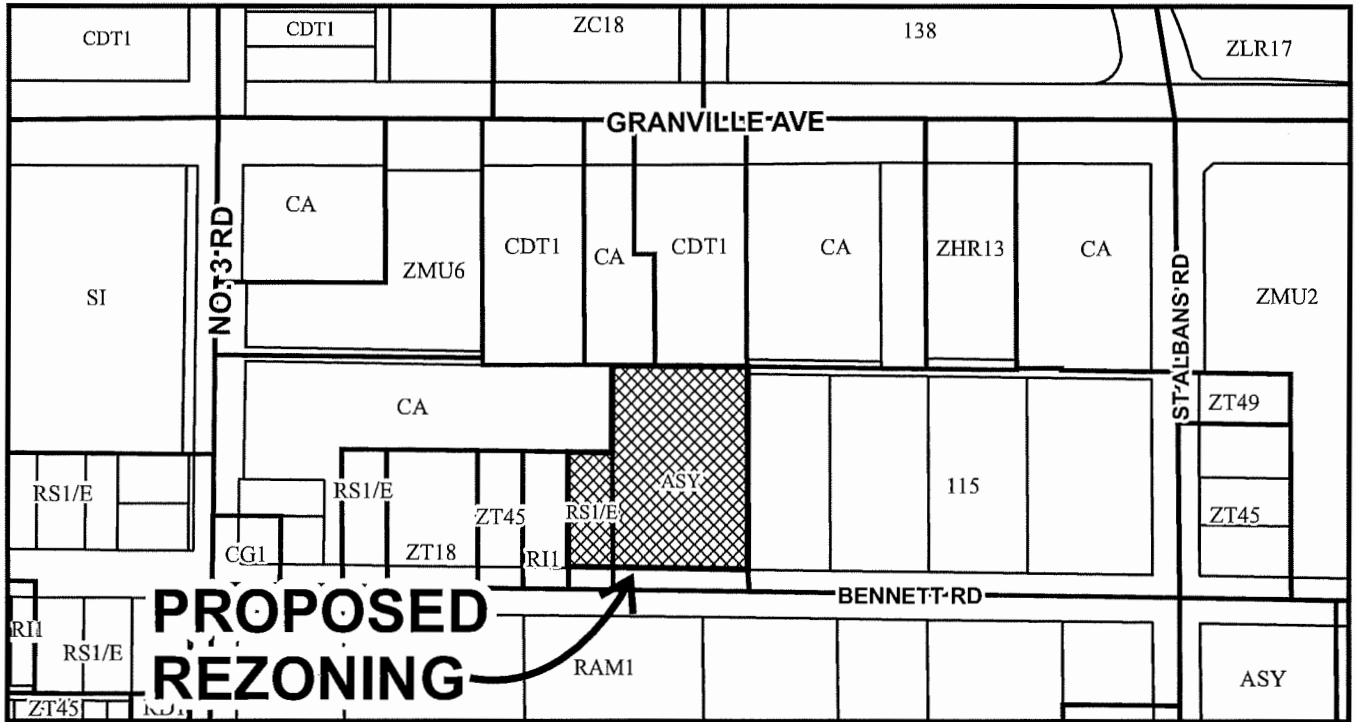 CDT1
CDT1
ZC18
138
ZLR17
GRANVILLE AVE
NO. 3 RD
CA
ZMU6
CDT1
CA
CDT1
CA
ZHR13
CA
ST ALBANS RD
ZMU2
SI
CA
ZT49
RS1/E
RS1/E
ZT45
RS1/E
ASY
115
ZT45
CG1
ZT18
RI1
BENNETT RD
PROPOSED
REZONING
RI1
RS1/E
RAM1
ASY
ZT45